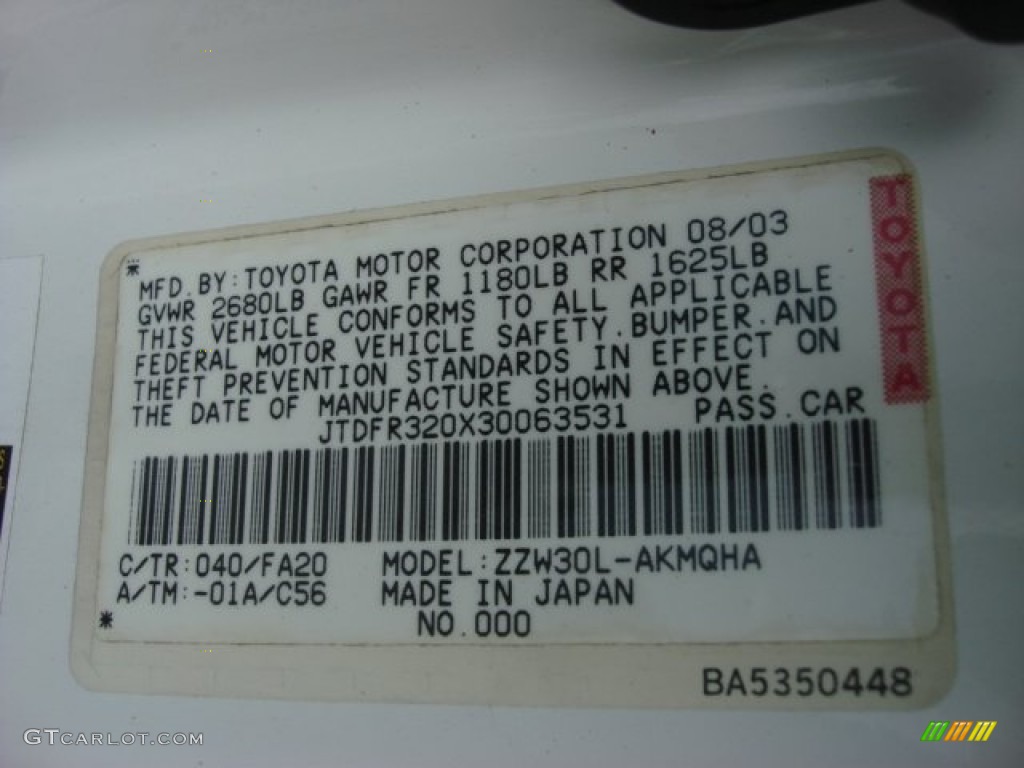 MFD.BY:TOYOTA MOTOR CORPORATION 08/03
GVWR 2680LB GAWR FR 1180LB RR 1625LB
THIS VEHICLE CONFORMS TO ALL APPLICABLE
FEDERAL MOTOR VEHICLE SAFETY.BUMPER.AND
THEFT PREVENTION STANDARDS IN EFFECT ON
THE DATE OF MANUFACTURE SHOWN ABOVE.
JTDFR320X30063531 PASS.CAR
TOYOTA
C/TR:040/FA20 MODEL:ZZW30L-AKMQHA
A/TM:-01A/C56 MADE IN JAPAN
* NO.000
BA5350448
GTCARLOT.COM